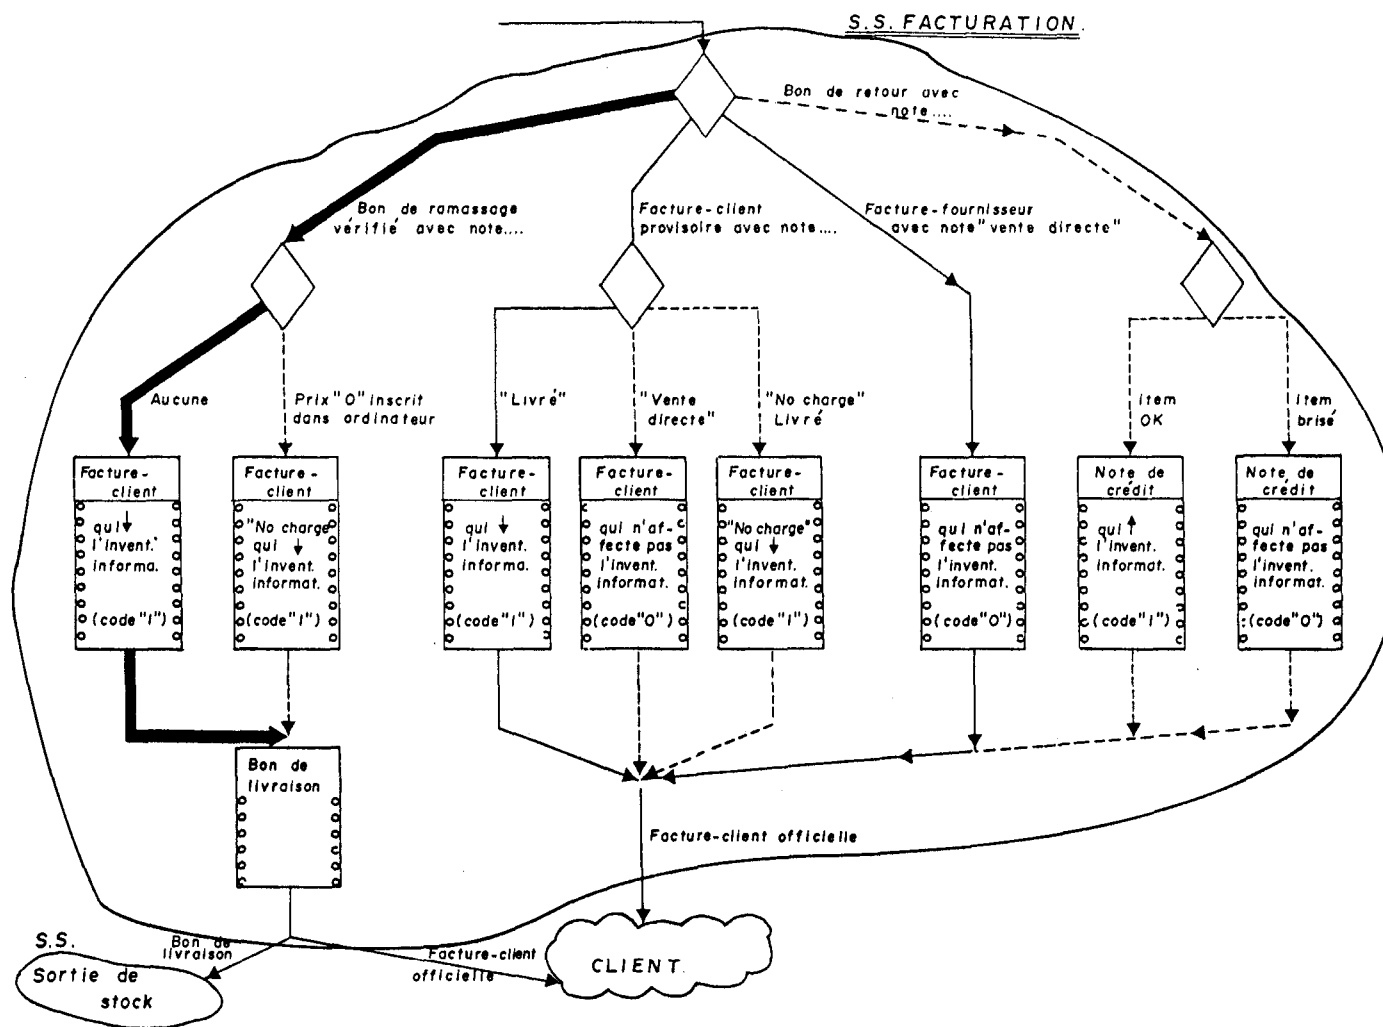 S.S. FACTURATION.
Bon de retour avec
note....
Bon de ramassage
vérifié avec note....
Facture-client
provisoire avec note....
Facture-fournisseur
avec note "vente directe"
Aucune
Prix "0" inscrit
dans ordinateur
"Livré"
"Vente
directe"
"No charge"
Livré
item
OK
item
brisé
Facture-
client
qui ↓
l'invent.
informa.
(code "1")
Facture-
client
"No charge"
qui ↓
l'invent.
informat.
(code "1")
Facture-
client
qui ↓
l'invent.
informa.
(code "1")
Facture-
client
qui n'af-
fecte pas
l'invent.
informat.
(code "0")
Facture-
client
"No charge"
qui ↓
l'invent.
informat.
(code "1")
Facture-
client
qui n'af-
fecte pas
l'invent.
informat.
(code "0")
Note de
crédit
qui ↑
l'invent.
informat.
(code "1")
Note de
crédit
qui n'af-
fecte pas
l'invent.
informat.
(code "0")
Bon de
livraison
Facture-client officielle
S.S.
Sortie de
stock
Bon de
livraison
Facture-client
officielle
CLIENT.